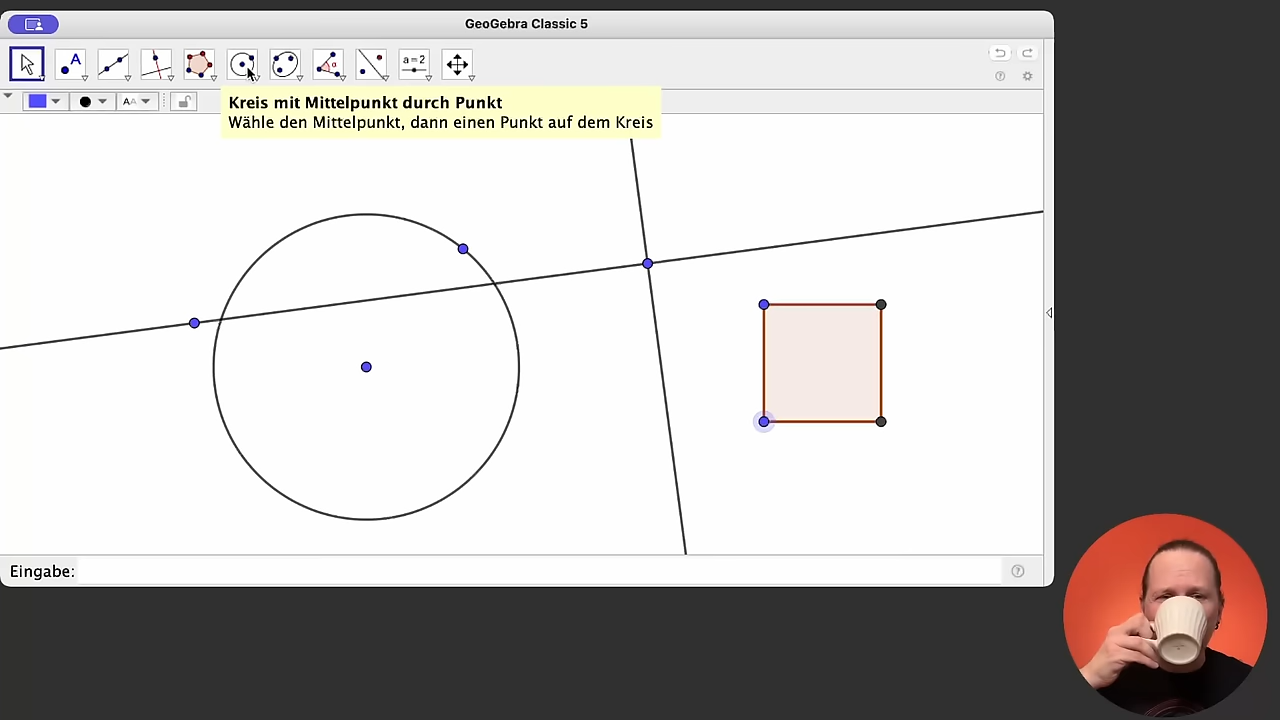 GeoGebra Classic 5
A
α
a=2
AA
Kreis mit Mittelpunkt durch Punkt
Wähle den Mittelpunkt, dann einen Punkt auf dem Kreis
Eingabe: